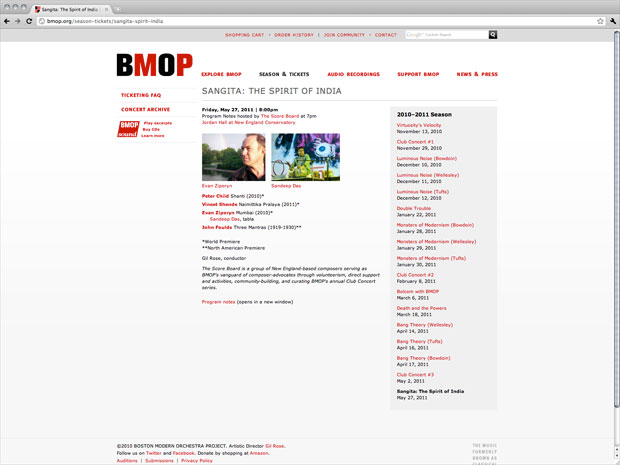 Sangita: The Spirit of India |
bmop.org/season-tickets/sangita-spirit-india
SHOPPING CART
ORDER HISTORY
JOIN COMMUNITY
CONTACT
Google™ Custom Search
BMOP
EXPLORE BMOP
SEASON & TICKETS
AUDIO RECORDINGS
SUPPORT BMOP
NEWS & PRESS
TICKETING FAQ
CONCERT ARCHIVE
BMOP sound
Play excerpts
Buy CDs
Learn more
SANGITA: THE SPIRIT OF INDIA
Friday, May 27, 2011 | 8:00pm
Program Notes hosted by The Score Board at 7pm
Jordan Hall at New England Conservatory
Evan Ziporyn
Sandeep Das
Peter Child Shanti (2010)*
Vineet Shende Naimittika Pralaya (2011)*
Evan Ziporyn Mumbai (2010)*
Sandeep Das, tabla
John Foulds Three Mantras (1919-1930)**
*World Premiere
**North American Premiere
Gil Rose, conductor
The Score Board is a group of New England-based composers serving as
BMOP's vanguard of composer-advocates through volunteerism, direct support
and activities, community-building, and curating BMOP's annual Club Concert
series.
Program notes (opens in a new window)
2010-2011 Season
Virtuosity's Velocity
November 13, 2010
Club Concert #1
November 29, 2010
Luminous Noise (Bowdoin)
December 10, 2010
Luminous Noise (Wellesley)
December 11, 2010
Luminous Noise (Tufts)
December 12, 2010
Double Trouble
January 22, 2011
Monsters of Modernism (Bowdoin)
January 28, 2011
Monsters of Modernism (Wellesley)
January 29, 2011
Monsters of Modernism (Tufts)
January 30, 2011
Club Concert #2
February 8, 2011
Bolcom with BMOP
March 6, 2011
Death and the Powers
March 18, 2011
Bang Theory (Wellesley)
April 14, 2011
Bang Theory (Tufts)
April 16, 2011
Bang Theory (Bowdoin)
April 17, 2011
Club Concert #3
May 2, 2011
Sangita: The Spirit of India
May 27, 2011
©2010 BOSTON MODERN ORCHESTRA PROJECT. Artistic Director Gil Rose.
Follow us on Twitter and Facebook. Donate by shopping at Amazon.
Auditions | Submissions | Privacy Policy
THE MUSIC
FORMERLY
KNOWN AS
CLASSICAL